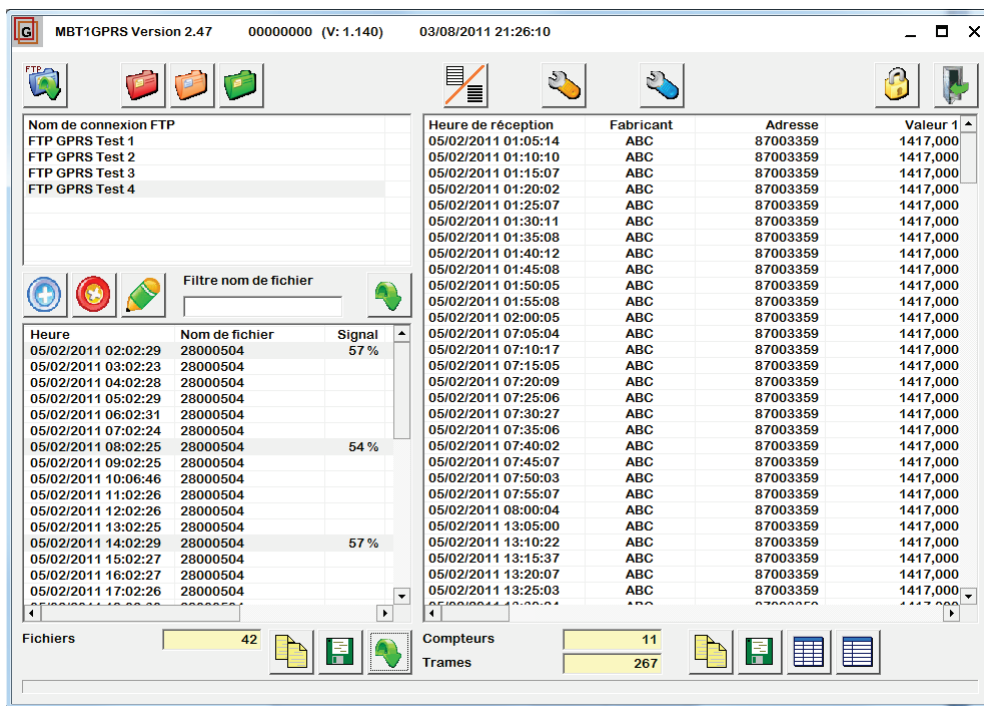 G MBT1GPRS Version 2.47 00000000 (V: 1.140) 03/08/2011 21:26:10
FTP
Nom de connexion FTP
FTP GPRS Test 1
FTP GPRS Test 2
FTP GPRS Test 3
FTP GPRS Test 4
Filtre nom de fichier
Heure Nom de fichier Signal
05/02/2011 02:02:29 28000504 57 %
05/02/2011 03:02:23 28000504
05/02/2011 04:02:28 28000504
05/02/2011 05:02:29 28000504
05/02/2011 06:02:31 28000504
05/02/2011 07:02:24 28000504
05/02/2011 08:02:25 28000504 54 %
05/02/2011 09:02:25 28000504
05/02/2011 10:06:46 28000504
05/02/2011 11:02:26 28000504
05/02/2011 12:02:26 28000504
05/02/2011 13:02:25 28000504
05/02/2011 14:02:29 28000504 57 %
05/02/2011 15:02:27 28000504
05/02/2011 16:02:27 28000504
05/02/2011 17:02:26 28000504
Fichiers 42
Heure de réception Fabricant Adresse Valeur 1
05/02/2011 01:05:14 ABC 87003359 1417,000
05/02/2011 01:10:10 ABC 87003359 1417,000
05/02/2011 01:15:07 ABC 87003359 1417,000
05/02/2011 01:20:02 ABC 87003359 1417,000
05/02/2011 01:25:07 ABC 87003359 1417,000
05/02/2011 01:30:11 ABC 87003359 1417,000
05/02/2011 01:35:08 ABC 87003359 1417,000
05/02/2011 01:40:12 ABC 87003359 1417,000
05/02/2011 01:45:08 ABC 87003359 1417,000
05/02/2011 01:50:05 ABC 87003359 1417,000
05/02/2011 01:55:08 ABC 87003359 1417,000
05/02/2011 02:00:05 ABC 87003359 1417,000
05/02/2011 07:05:04 ABC 87003359 1417,000
05/02/2011 07:10:17 ABC 87003359 1417,000
05/02/2011 07:15:05 ABC 87003359 1417,000
05/02/2011 07:20:09 ABC 87003359 1417,000
05/02/2011 07:25:06 ABC 87003359 1417,000
05/02/2011 07:30:27 ABC 87003359 1417,000
05/02/2011 07:35:06 ABC 87003359 1417,000
05/02/2011 07:40:02 ABC 87003359 1417,000
05/02/2011 07:45:07 ABC 87003359 1417,000
05/02/2011 07:50:03 ABC 87003359 1417,000
05/02/2011 07:55:07 ABC 87003359 1417,000
05/02/2011 08:00:04 ABC 87003359 1417,000
05/02/2011 13:05:00 ABC 87003359 1417,000
05/02/2011 13:10:22 ABC 87003359 1417,000
05/02/2011 13:15:37 ABC 87003359 1417,000
05/02/2011 13:20:07 ABC 87003359 1417,000
05/02/2011 13:25:03 ABC 87003359 1417,000
Compteurs 11
Trames 267